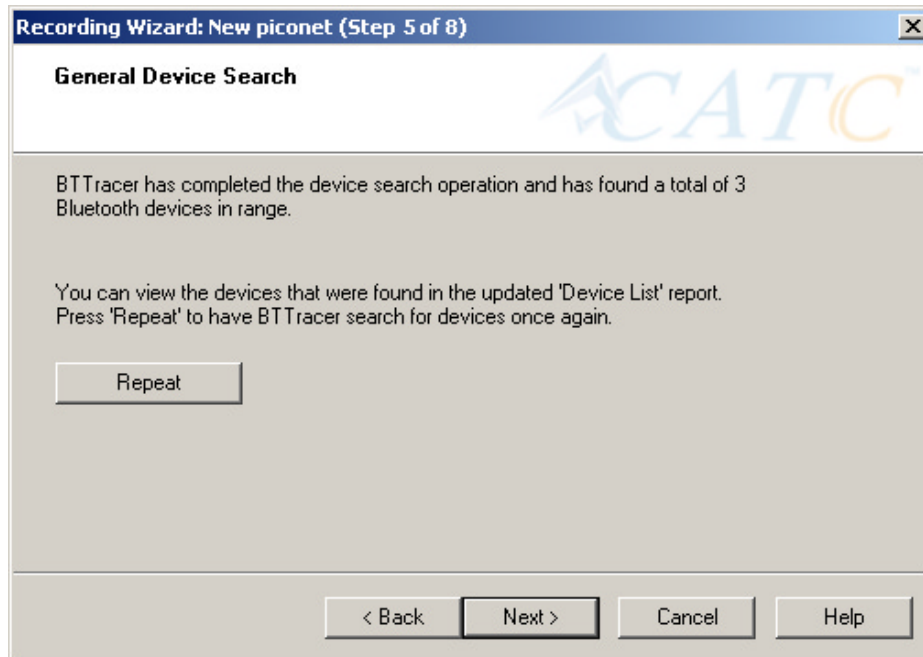 Recording Wizard: New piconet (Step 5 of 8)
General Device Search
CATC
BTTracer has completed the device search operation and has found a total of 3
Bluetooth devices in range.
You can view the devices that were found in the updated 'Device List' report.
Press 'Repeat' to have BTTracer search for devices once again.
Repeat
< Back
Next >
Cancel
Help